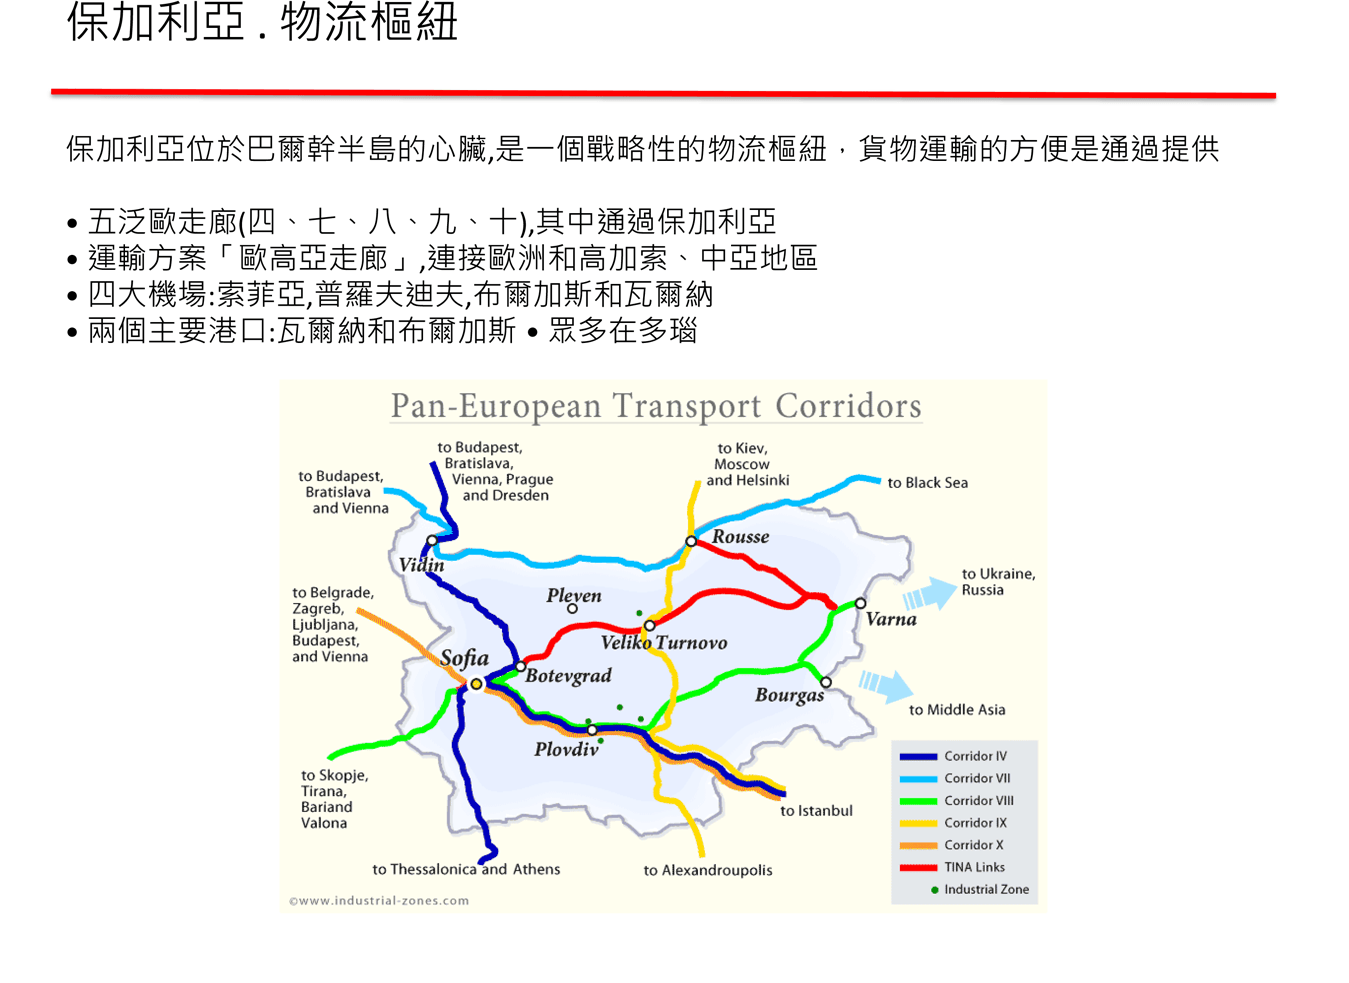 保加利亞 . 物流樞紐
保加利亞位於巴爾幹半島的心臟,是一個戰略性的物流樞紐，貨物運輸的方便是通過提供
• 五泛歐走廊(四、七、八、九、十),其中通過保加利亞
• 運輸方案「歐高亞走廊」,連接歐洲和高加索、中亞地區
• 四大機場:索菲亞,普羅夫迪夫,布爾加斯和瓦爾納
• 兩個主要港口:瓦爾納和布爾加斯 • 眾多在多瑙
Pan-European Transport Corridors
to Budapest,
Bratislava,
Vienna, Prague
and Dresden
to Kiev,
Moscow
and Helsinki
to Budapest,
Bratislava
and Vienna
to Black Sea
Rousse
Vidin
to Ukraine,
Russia
to Belgrade,
Zagreb,
Ljubljana,
Budapest,
and Vienna
Pleven
Varna
Veliko Turnovo
Sofia
Botevgrad
Bourgas
to Middle Asia
Plovdiv
to Skopje,
Tirana,
Bariand
Valona
to Istanbul
to Thessalonica and Athens
to Alexandroupolis
Corridor IV
Corridor VII
Corridor VIII
Corridor IX
Corridor X
TINA Links
Industrial Zone
©www.industrial-zones.com